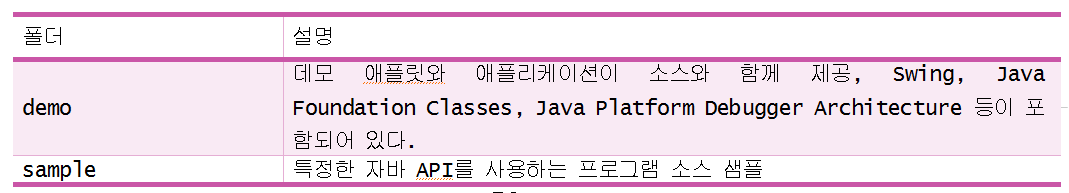 폴더 설명
demo 데모 애플릿와 애플리케이션이 소스와 함께 제공, Swing, Java
Foundation Classes, Java Platform Debugger Architecture 등이 포
함되어 있다.
sample 특정한 자바 API를 사용하는 프로그램 소스 샘플